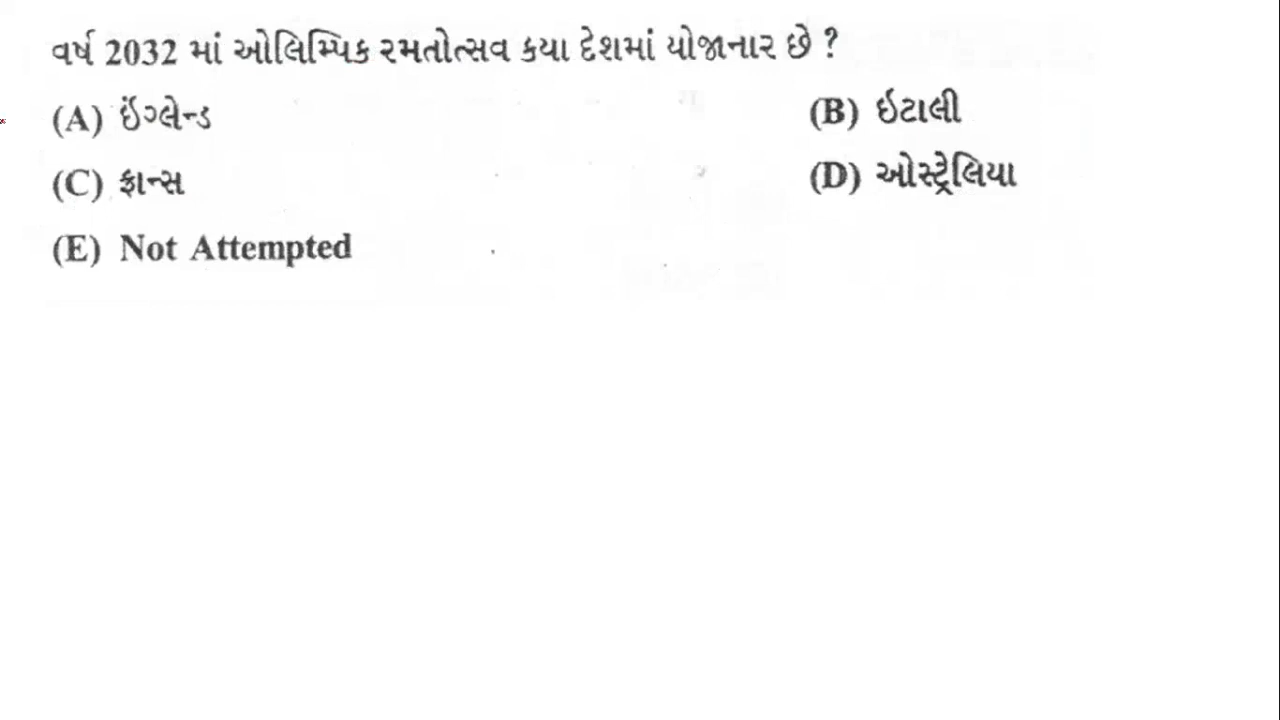 વર્ષ 2032 માં ઓલિમ્પિક રમતોત્સવ કયા દેશમાં યોજાનાર છે ?
(A) ઇંગ્લેન્ડ (B) ઇટાલી
(C) ફ્રાન્સ (D) ઓસ્ટ્રેલિયા
(E) Not Attempted